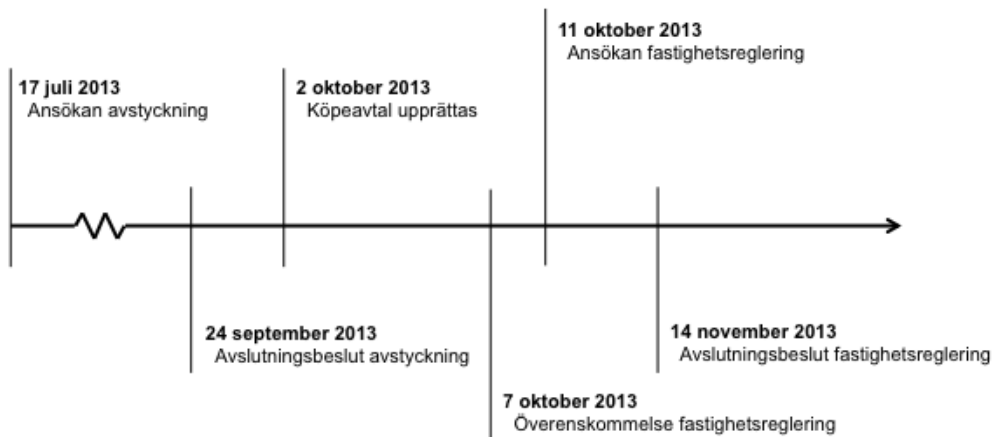 17 juli 2013
Ansökan avstyckning
2 oktober 2013
Köpeavtal upprättas
11 oktober 2013
Ansökan fastighetsreglering
24 september 2013
Avslutningsbeslut avstyckning
7 oktober 2013
Överenskommelse fastighetsreglering
14 november 2013
Avslutningsbeslut fastighetsreglering